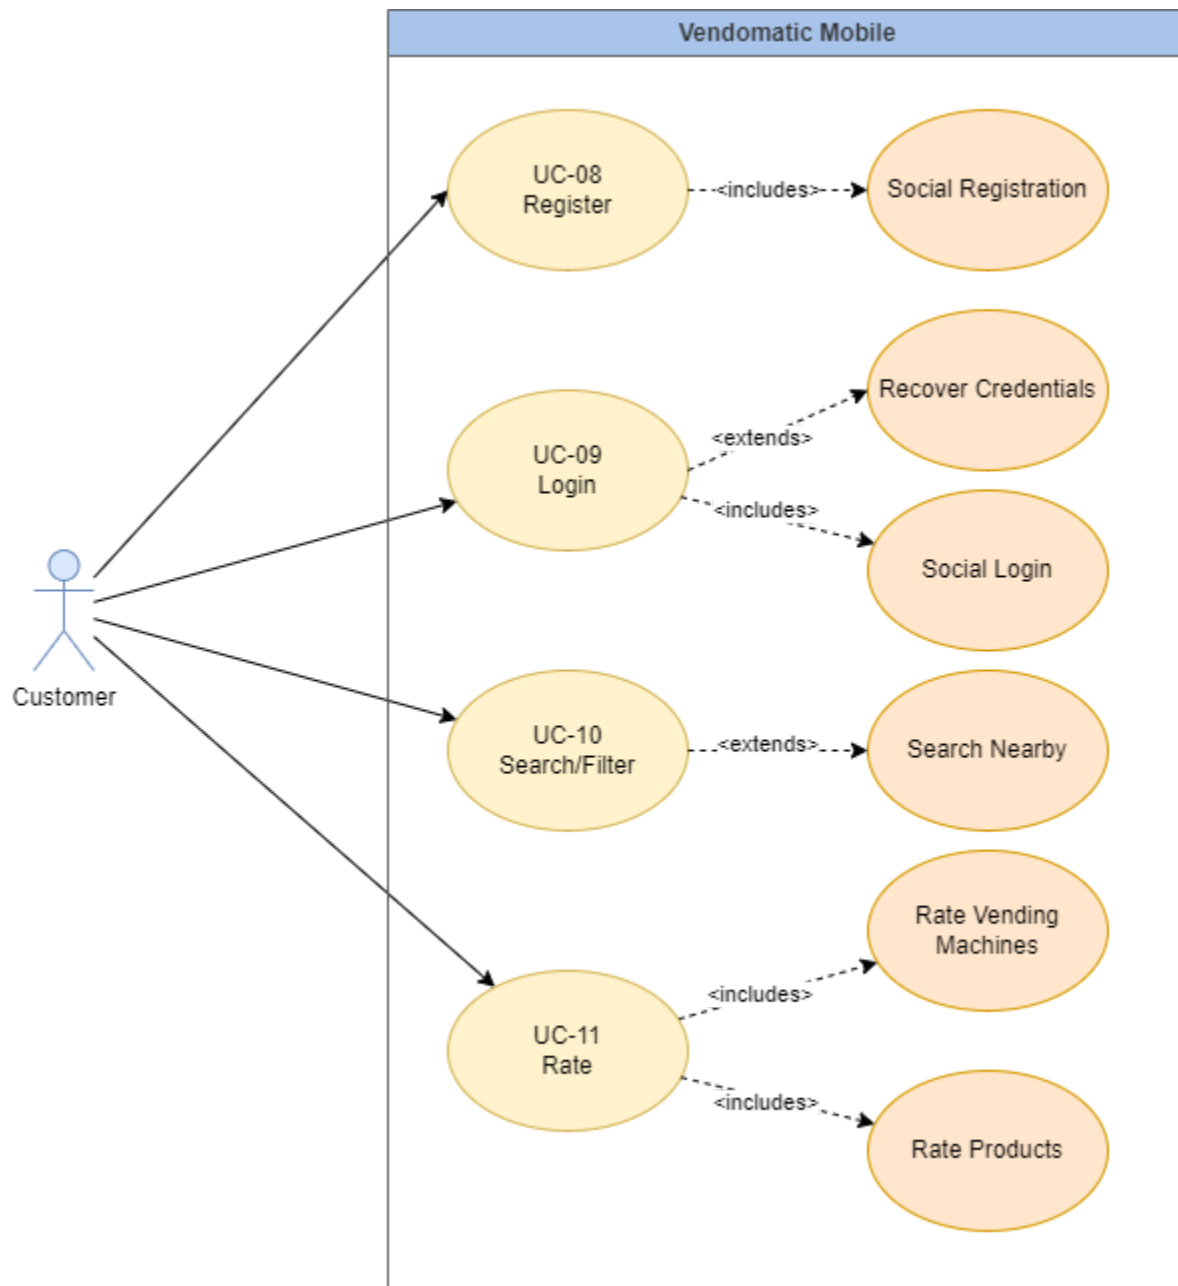 Vendomatic Mobile
UC-08
Register
<includes>
Social Registration
Recover Credentials
<extends>
UC-09
Login
<includes>
Social Login
Customer
UC-10
Search/Filter
<extends>
Search Nearby
Rate Vending
Machines
<includes>
UC-11
Rate
<includes>
Rate Products